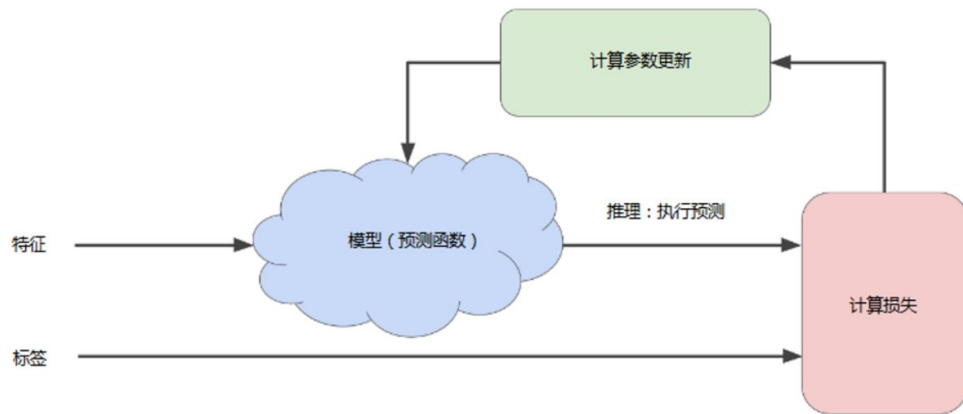 计算参数更新
推理：执行预测
特征
模型（预测函数）
计算损失
标签